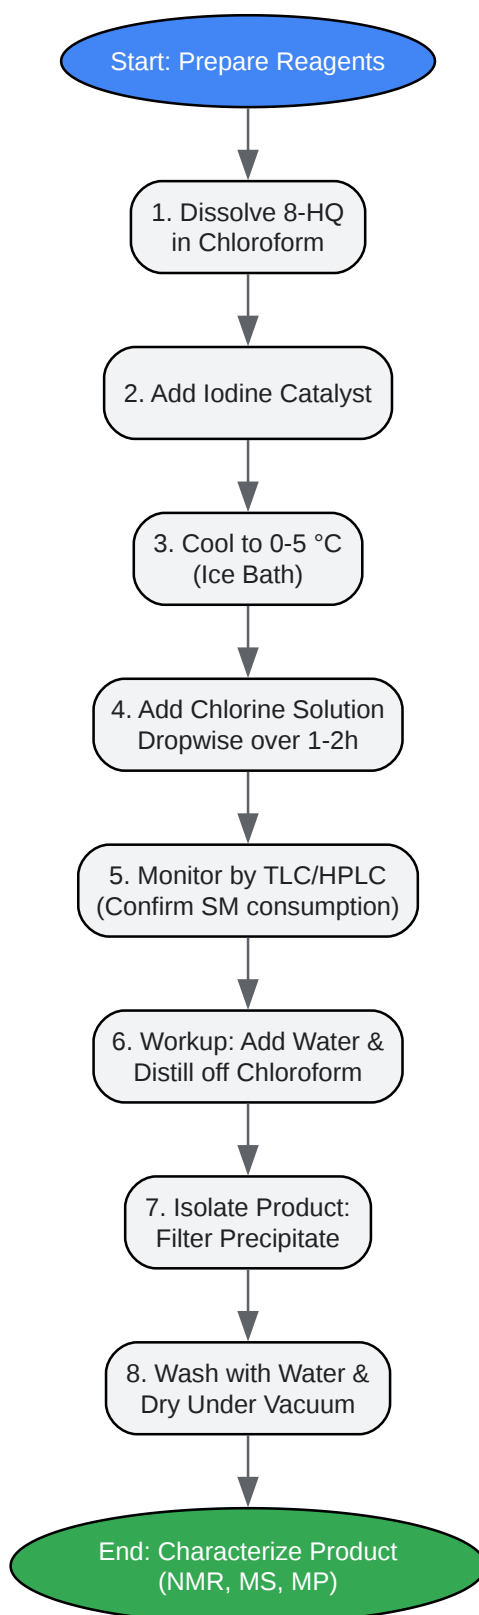 Start: Prepare Reagents
1. Dissolve 8-HQ
in Chloroform
2. Add Iodine Catalyst
3. Cool to 0-5 °C
(Ice Bath)
4. Add Chlorine Solution
Dropwise over 1-2h
5. Monitor by TLC/HPLC
(Confirm SM consumption)
6. Workup: Add Water &
Distill off Chloroform
7. Isolate Product:
Filter Precipitate
8. Wash with Water &
Dry Under Vacuum
End: Characterize Product
(NMR, MS, MP)